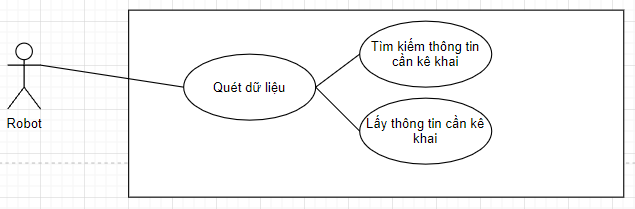 Tìm kiếm thông tin
cần kê khai
Quét dữ liệu
Lấy thông tin cần kê
khai
Robot